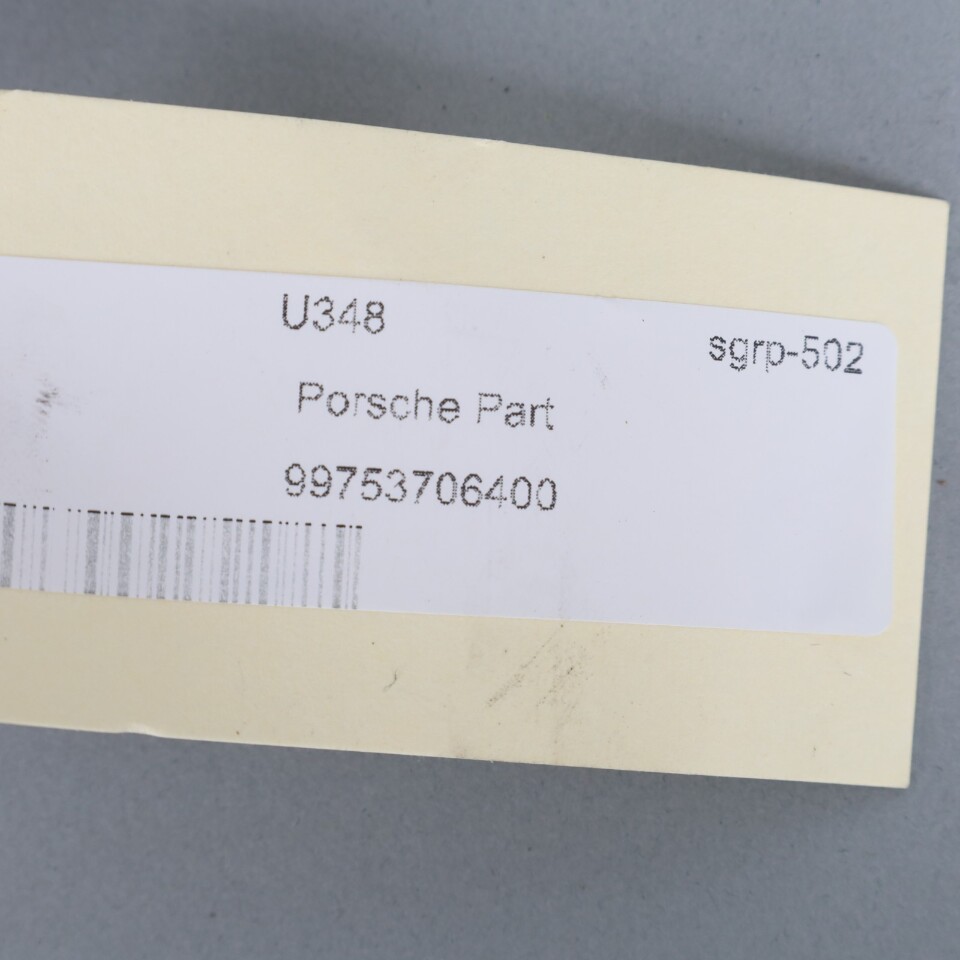 U348
sgrp-502
Porsche Part
99753706400